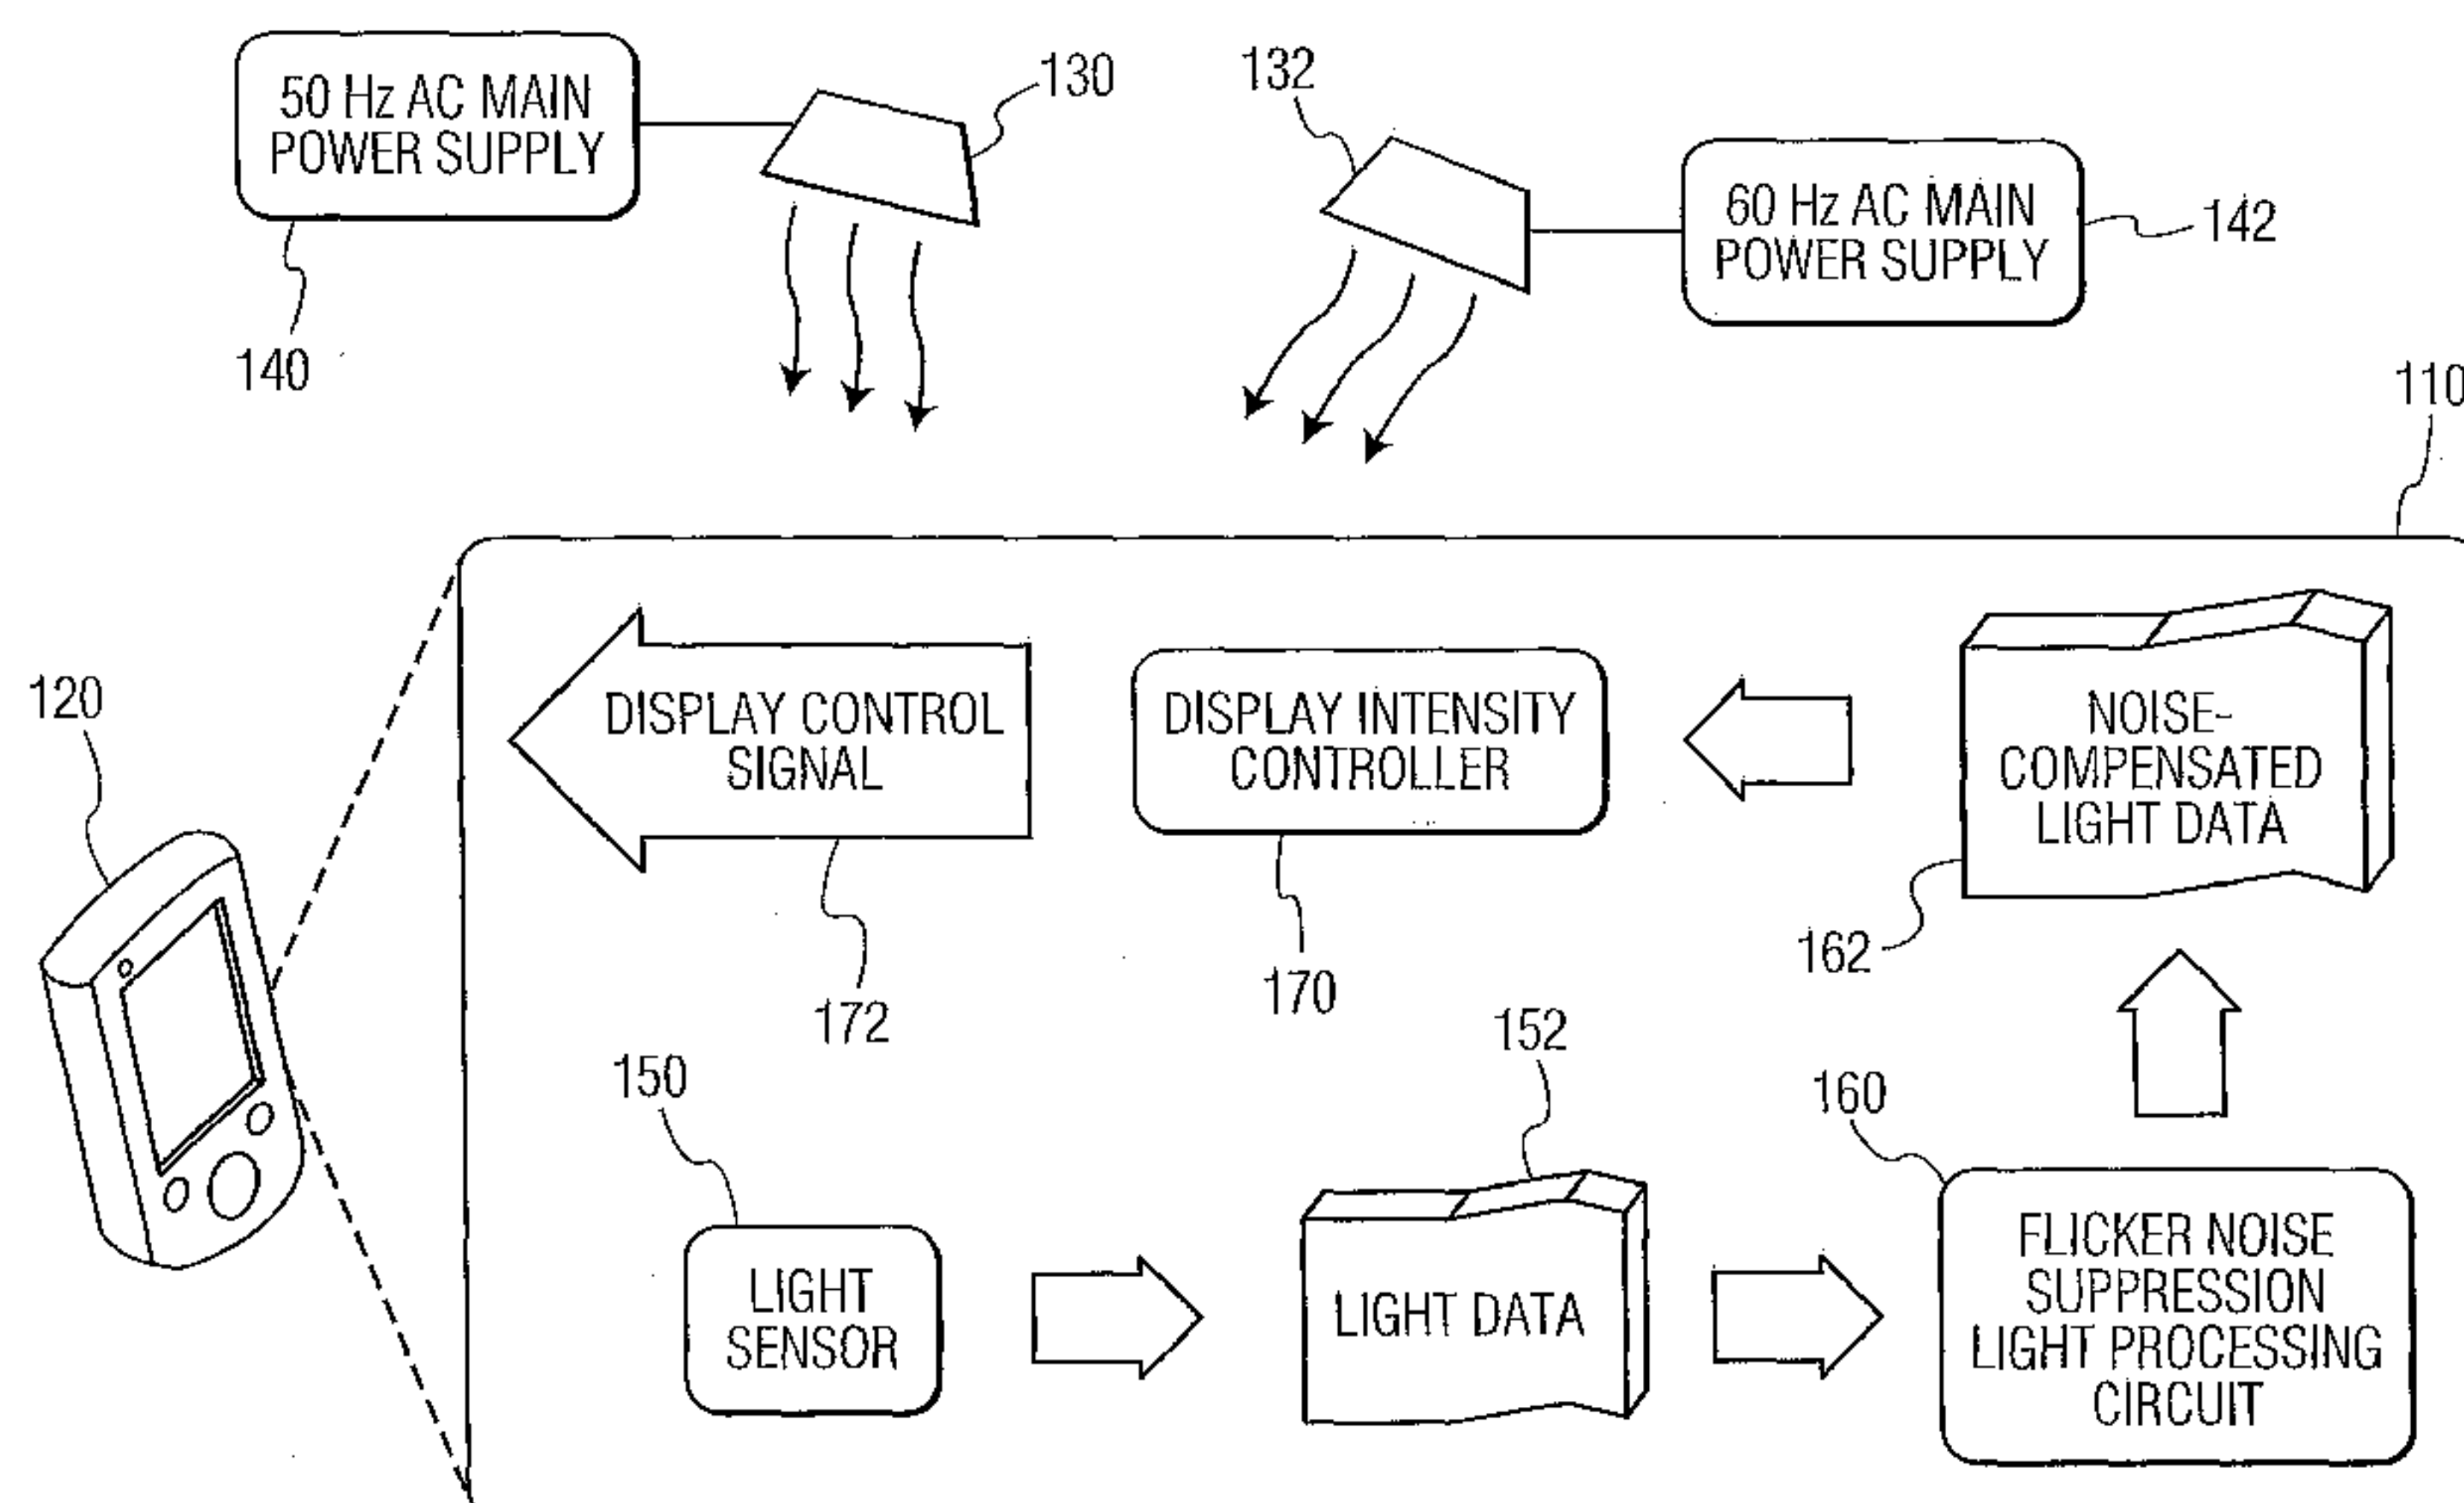 50 Hz AC MAIN
POWER SUPPLY
130
132
60 Hz AC MAIN
POWER SUPPLY
142
140
110
120
DISPLAY CONTROL
SIGNAL
DISPLAY INTENSITY
CONTROLLER
NOISE-
COMPENSATED
LIGHT DATA
162
170
172
150
152
160
LIGHT
SENSOR
LIGHT DATA
FLICKER NOISE
SUPPRESSION
LIGHT PROCESSING
CIRCUIT